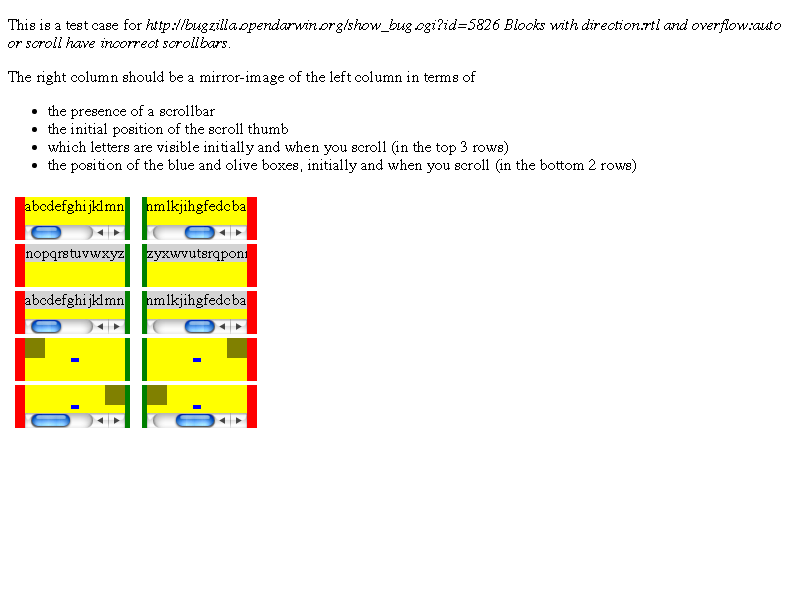 This is a test case for http://bugzilla.opendarwin.org/show_bug.cgi?id=5826 Blocks with direction:rtl and overflow:auto
or scroll have incorrect scrollbars.
The right column should be a mirror-image of the left column in terms of
• the presence of a scrollbar
• the initial position of the scroll thumb
• which letters are visible initially and when you scroll (in the top 3 rows)
• the position of the blue and olive boxes, initially and when you scroll (in the bottom 2 rows)
abcdefghijklmn nmlkjihgfedcba
nopqrstuvwxyz zyxwvutsrqpon
abcdefghijklmn nmlkjihgfedcba